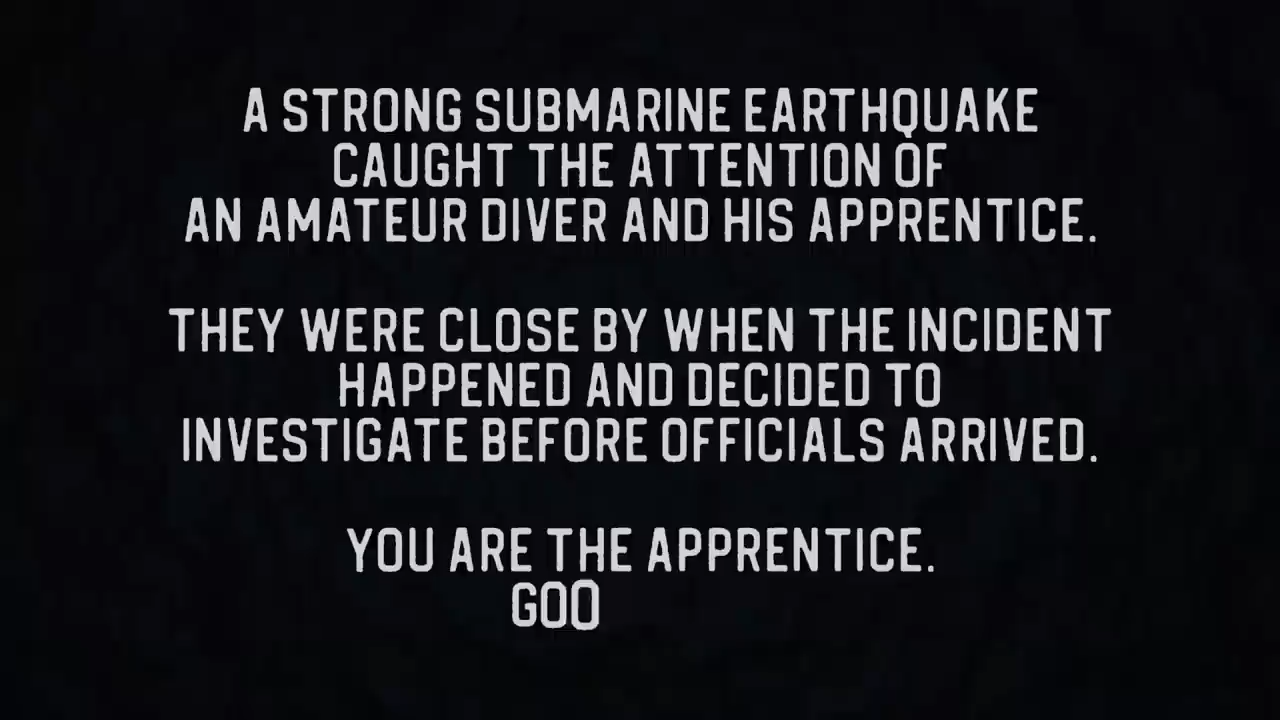 A STRONG SUBMARINE EARTHQUAKE
CAUGHT THE ATTENTION OF
AN AMATEUR DIVER AND HIS APPRENTICE.
THEY WERE CLOSE BY WHEN THE INCIDENT
HAPPENED AND DECIDED TO
INVESTIGATE BEFORE OFFICIALS ARRIVED.
YOU ARE THE APPRENTICE.
GOO